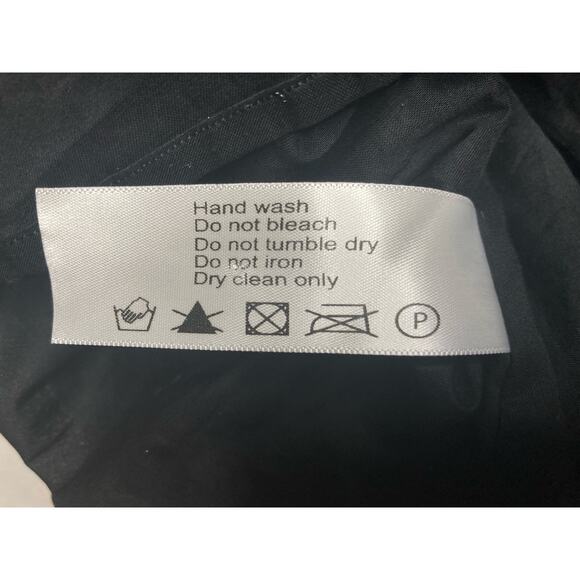 Hand wash
Do not bleach
Do not tumble dry
Do not iron
Dry clean only
P